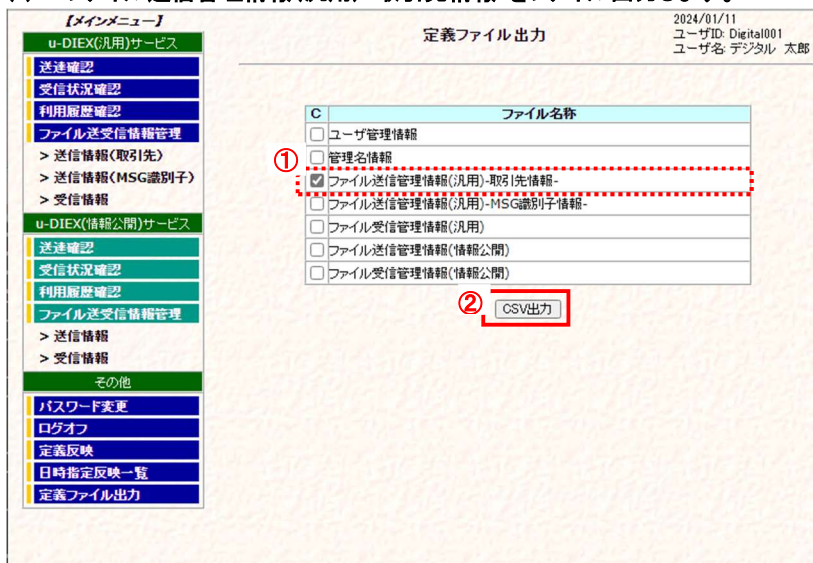 【メインメニュー】
u-DIEX(汎用)サービス
送達確認
受信状況確認
利用履歴確認
ファイル送受信情報管理
> 送信情報(取引先)
> 送信情報(MSG識別子)
> 受信情報
u-DIEX(情報公開)サービス
送達確認
受信状況確認
利用履歴確認
ファイル送受信情報管理
> 送信情報
> 受信情報
その他
パスワード変更
ログオフ
定義反映
日時指定反映一覧
定義ファイル出力
定義ファイル出力
2024/01/11
ユーザID: Digital001
ユーザ名: デジタル 太郎
C ファイル名称
ユーザ管理情報
管理名情報
①
ファイル送信管理情報(汎用)-取引先情報-
ファイル送信管理情報(汎用)-MSG識別子情報-
ファイル受信管理情報(汎用)
ファイル送信管理情報(情報公開)
ファイル受信管理情報(情報公開)
②
CSV出力